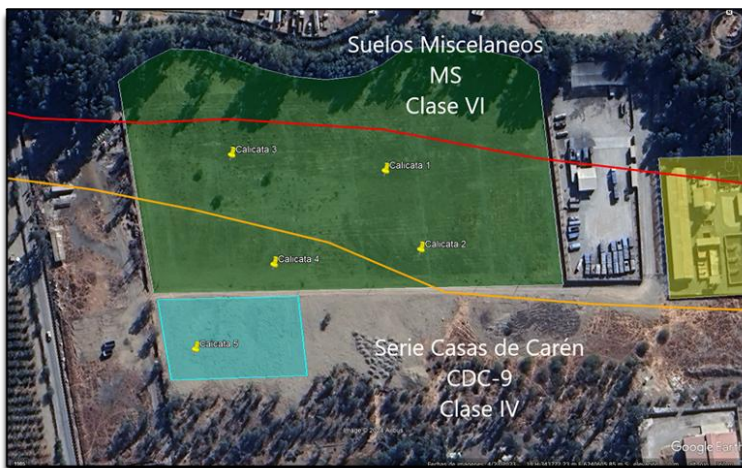 Suelos Miscelaneos
MS
Clase VI
Calicata 3
Calicata 1
Calicata 2
Calicata 4
Calicata 5
Serie Casas de Carén
CDC-9
Clase IV
Google Earth